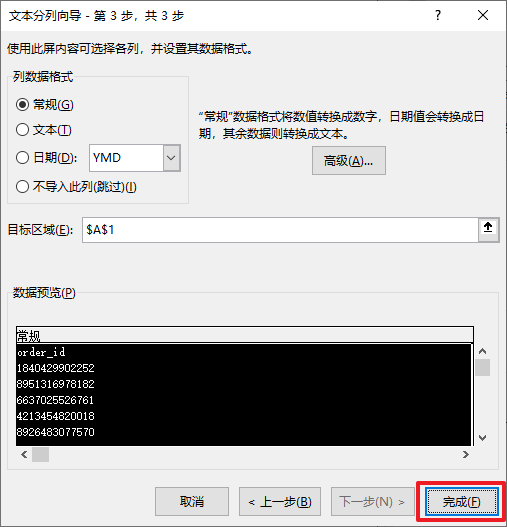 文本分列向导 - 第 3 步，共 3 步
使用此屏内容可选择各列，并设置其数据格式。
列数据格式
常规(G)
文本(T)
日期(D): YMD
不导入此列(跳过)(I)
“常规”数据格式将数值转换成数字，日期值会转换成日
期，其余数据则转换成文本。
高级(A)...
目标区域(E): $A$1
数据预览(P)
常规
order_id
1840429902252
8951316978182
6637025526761
4213454820018
8926483077570
取消 < 上一步(B) 下一步(N) > 完成(F)